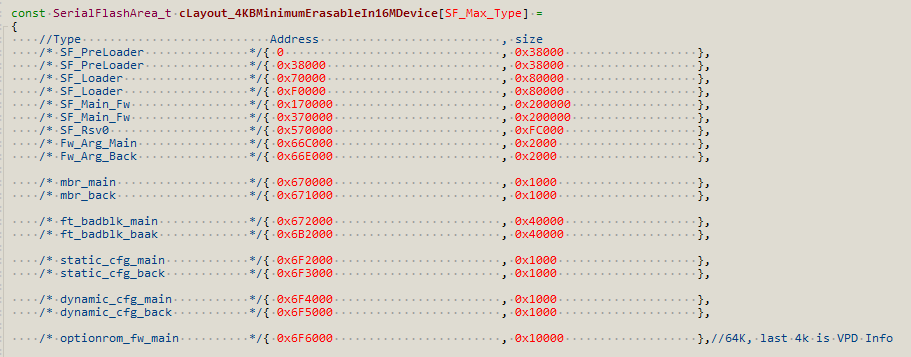 const SerialFlashArea_t cLayout_4KBMinimumErasableIn16MDevice[SF_Max_Type] =
{
//Type Address , size
/* SF_PreLoader */{ 0 , 0x38000 },
/* SF_PreLoader */{ 0x38000 , 0x38000 },
/* SF_Loader */{ 0x70000 , 0x80000 },
/* SF_Loader */{ 0xF0000 , 0x80000 },
/* SF_Main_Fw */{ 0x170000 , 0x200000 },
/* SF_Main_Fw */{ 0x370000 , 0x200000 },
/* SF_Rsv0 */{ 0x570000 , 0xFC000 },
/* Fw_Arg_Main */{ 0x66C000 , 0x2000 },
/* Fw_Arg_Back */{ 0x66E000 , 0x2000 },
/* mbr_main */{ 0x670000 , 0x1000 },
/* mbr_back */{ 0x671000 , 0x1000 },
/* ft_badblk_main */{ 0x672000 , 0x40000 },
/* ft_badblk_baak */{ 0x6B2000 , 0x40000 },
/* static_cfg_main */{ 0x6F2000 , 0x1000 },
/* static_cfg_back */{ 0x6F3000 , 0x1000 },
/* dynamic_cfg_main */{ 0x6F4000 , 0x1000 },
/* dynamic_cfg_back */{ 0x6F5000 , 0x1000 },
/* optionrom_fw_main */{ 0x6F6000 , 0x10000 },//64K, last 4k is VPD Info